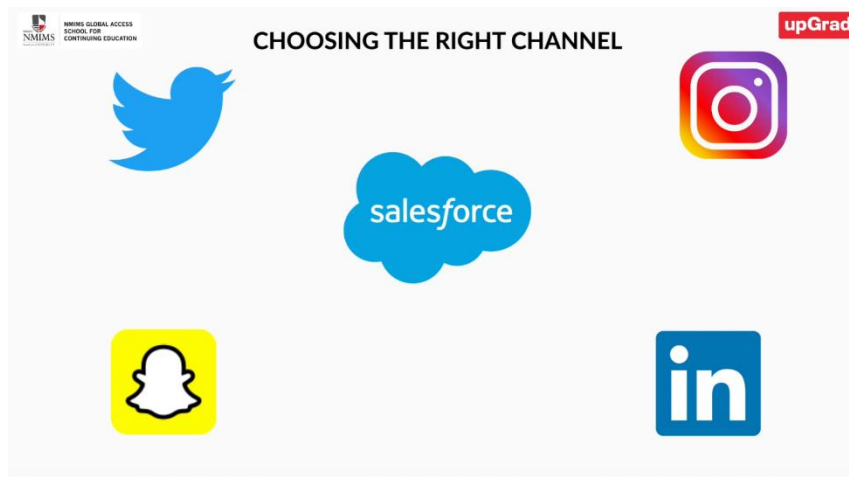 NMIMS
NMIMS GLOBAL ACCESS
SCHOOL FOR
CONTINUING EDUCATION
upGrad
CHOOSING THE RIGHT CHANNEL
salesforce
in